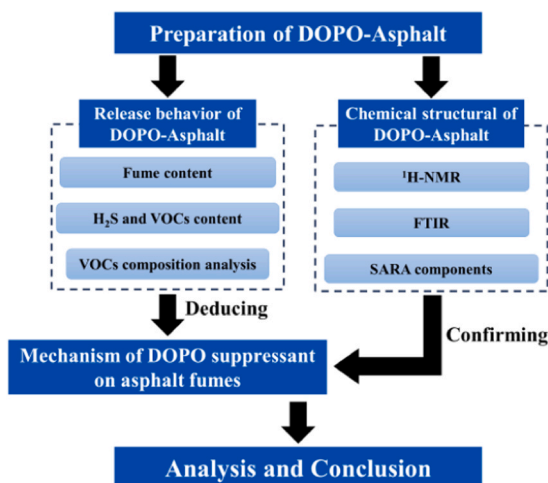 Preparation of DOPO-Asphalt
Release behavior of
DOPO-Asphalt
Fume content
H₂S and VOCs content
VOCs composition analysis
Chemical structural of
DOPO-Asphalt
¹H-NMR
FTIR
SARA components
Deducing
Confirming
Mechanism of DOPO suppressant
on asphalt fumes
Analysis and Conclusion